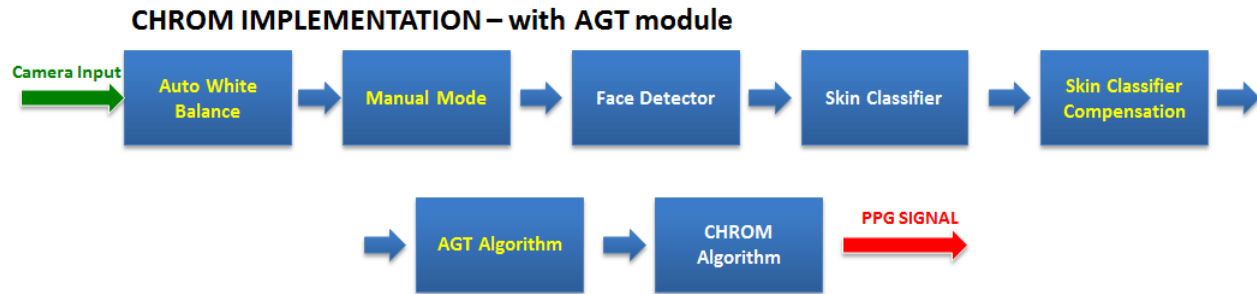 CHROM IMPLEMENTATION – with AGT module
Camera Input
Auto White
Balance
Manual Mode
Face Detector
Skin Classifier
Skin Classifier
Compensation
AGT Algorithm
CHROM
Algorithm
PPG SIGNAL